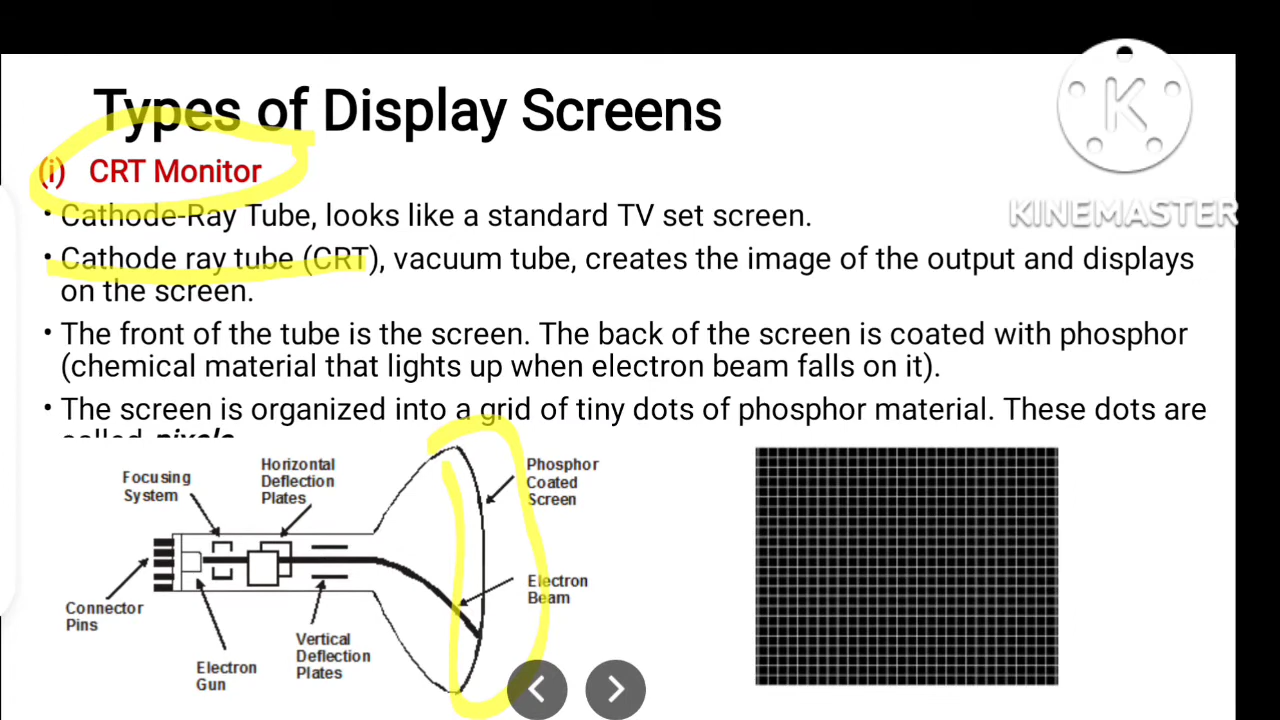 Types of Display Screens
K
KINEMASTER
(i) CRT Monitor
• Cathode-Ray Tube, looks like a standard TV set screen.
• Cathode ray tube (CRT), vacuum tube, creates the image of the output and displays
on the screen.
• The front of the tube is the screen. The back of the screen is coated with phosphor
(chemical material that lights up when electron beam falls on it).
• The screen is organized into a grid of tiny dots of phosphor material. These dots are
called pixels
Focusing
System
Horizontal
Deflection
Plates
Phosphor
Coated
Screen
Electron
Beam
Connector
Pins
Electron
Gun
Vertical
Deflection
Plates